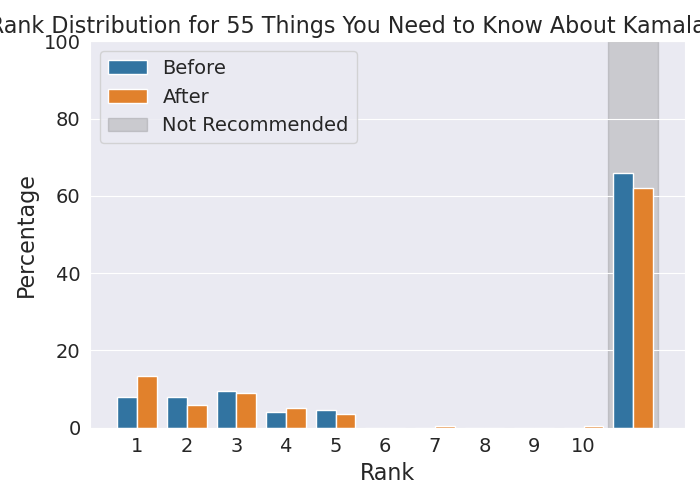 Rank Distribution for 55 Things You Need to Know About Kamala
100
80
60
40
20
0
Percentage
Before
After
Not Recommended
1 2 3 4 5 6 7 8 9 10
Rank